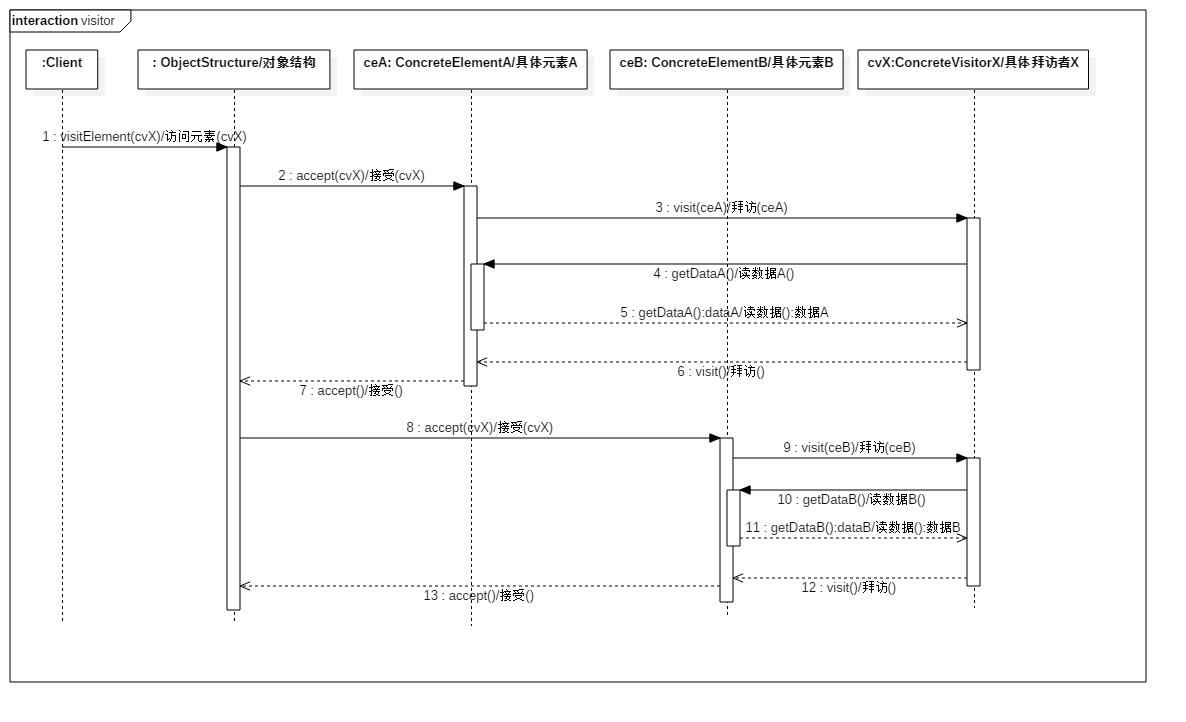 interaction visitor
:Client
: ObjectStructure/对象结构
ceA: ConcreteElementA/具体元素A
ceB: ConcreteElementB/具体元素B
cvX:ConcreteVisitorX/具体拜访者X
1 : visitElement(cvX)/访问元素(cvX)
2 : accept(cvX)/接受(cvX)
3 : visit(ceA)/拜访(ceA)
4 : getDataA()/读数据A()
5 : getDataA():dataA/读数据():数据A
6 : visit()/拜访()
7 : accept()/接受()
8 : accept(cvX)/接受(cvX)
9 : visit(ceB)/拜访(ceB)
10 : getDataB()/读数据B()
11 : getDataB():dataB/读数据():数据B
12 : visit()/拜访()
13 : accept()/接受()